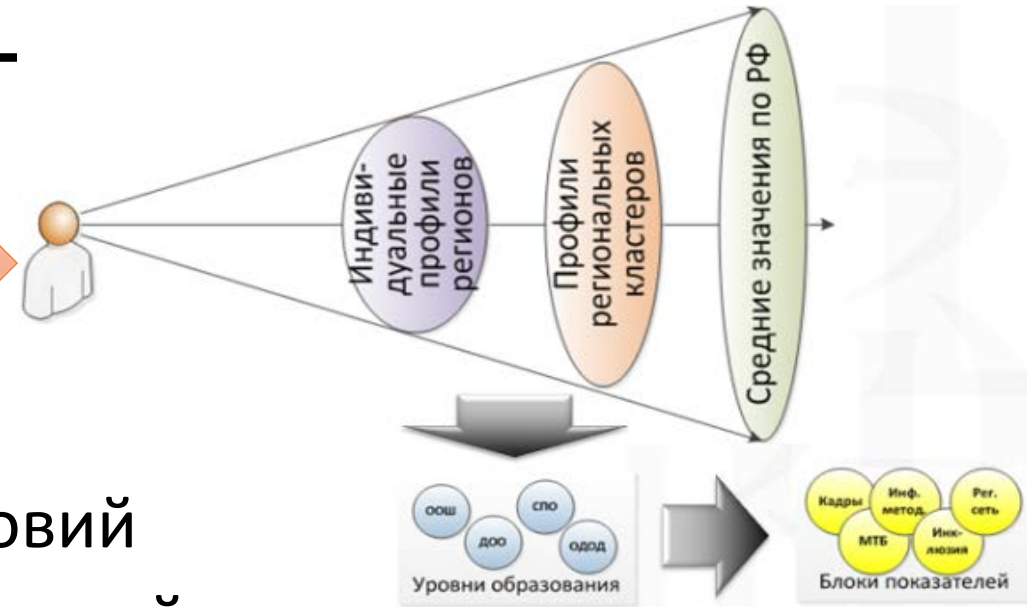 Индиви-
дуальные
профили
регионов
Профили
региональных
кластеров
Средние значения по РФ
овий
ООШ
ДОО
СПО
ОДОД
Уровни образования
Кадры
Инф.
метод.
Рег.
сеть
МТБ
Инк-
люзия
Блоки показателей